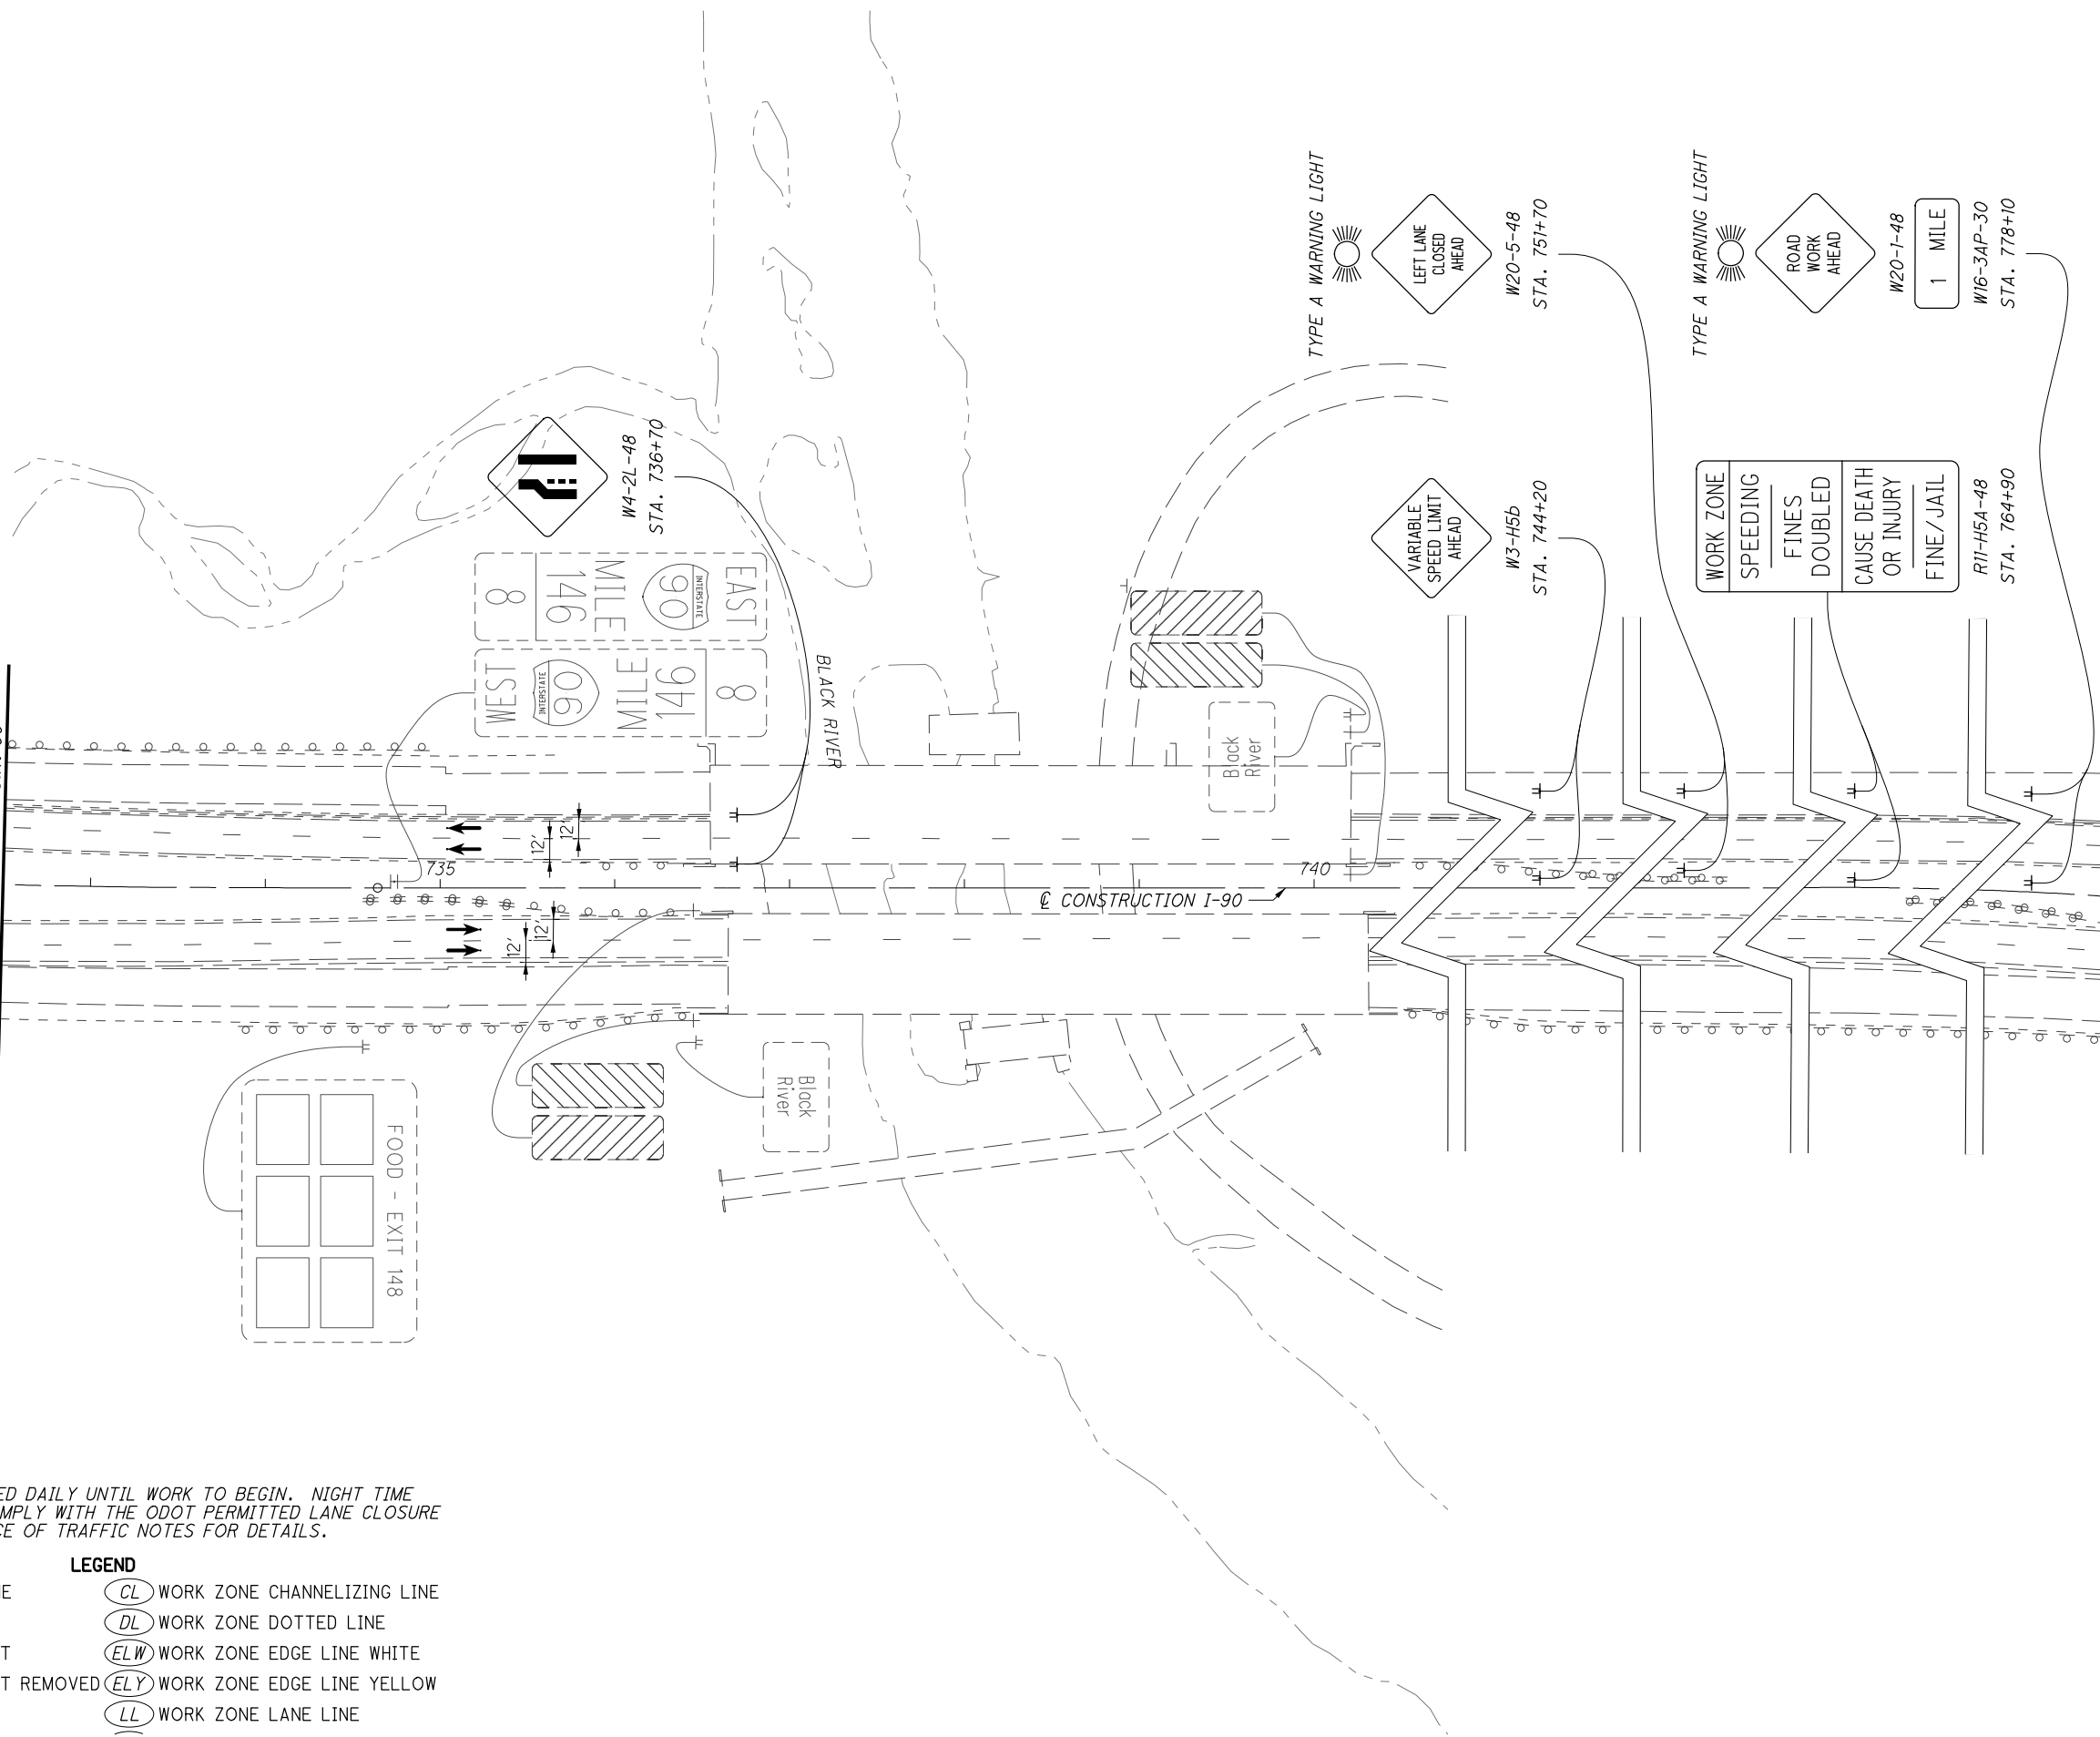 TYPE A WARNING LIGHT
LEFT LANE
CLOSED
AHEAD
W20-5-48
STA. 751+70
TYPE A WARNING LIGHT
ROAD
WORK
AHEAD
W20-1-48
1 MILE
W16-3AP-30
STA. 778+10
W4-2L-48
STA. 736+70
VARIABLE
SPEED LIMIT
AHEAD
W3-H5b
STA. 744+20
WORK ZONE
SPEEDING
FINES
DOUBLED
CAUSE DEATH
OR INJURY
FINE/JAIL
R11-H5A-48
STA. 764+90
EAST
INTERSTATE
90
MILE
146
8
WEST
INTERSTATE
90
MILE
146
8
BLACK RIVER
Black
River
12'
12'
735
740
℄ CONSTRUCTION I-90
12'
12'
Black
River
FOOD - EXIT 148
ED DAILY UNTIL WORK TO BEGIN. NIGHT TIME
MPLY WITH THE ODOT PERMITTED LANE CLOSURE
CE OF TRAFFIC NOTES FOR DETAILS.
LEGEND
CL WORK ZONE CHANNELIZING LINE
DL WORK ZONE DOTTED LINE
T ELW WORK ZONE EDGE LINE WHITE
T REMOVED ELY WORK ZONE EDGE LINE YELLOW
LL WORK ZONE LANE LINE